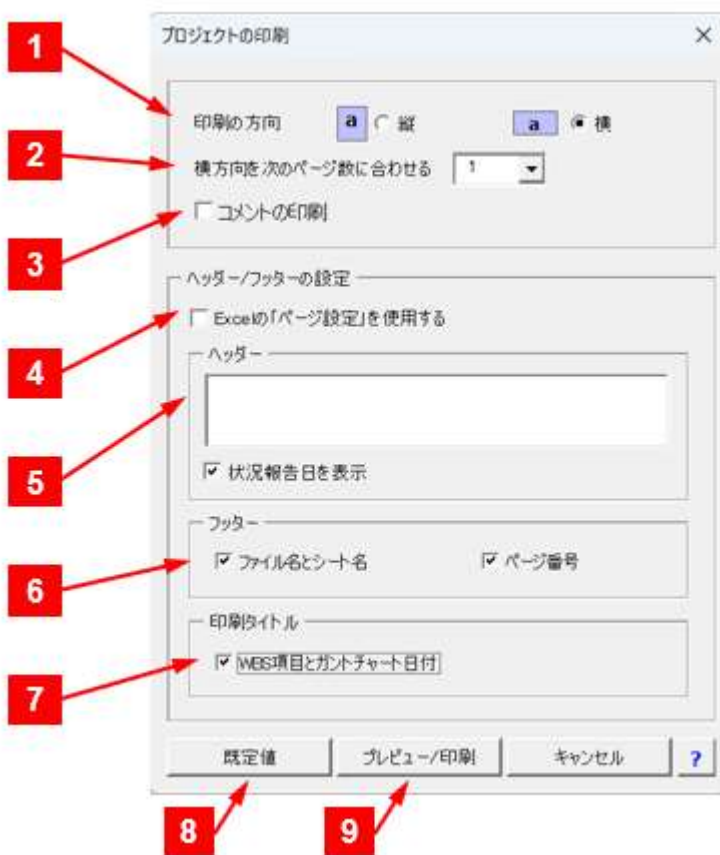 プロジェクトの印刷
1
印刷の方向 a 縦 a 横
2
横方向を次のページ数に合わせる 1
コメントの印刷
3
ヘッダー/フッターの設定
Excelの「ページ設定」を使用する
4
ヘッダー
5
状況報告日を表示
フッター
ファイル名とシート名 ページ番号
6
印刷タイトル
WBS項目とガントチャート日付
7
既定値 プレビュー/印刷 キャンセル ?
8 9